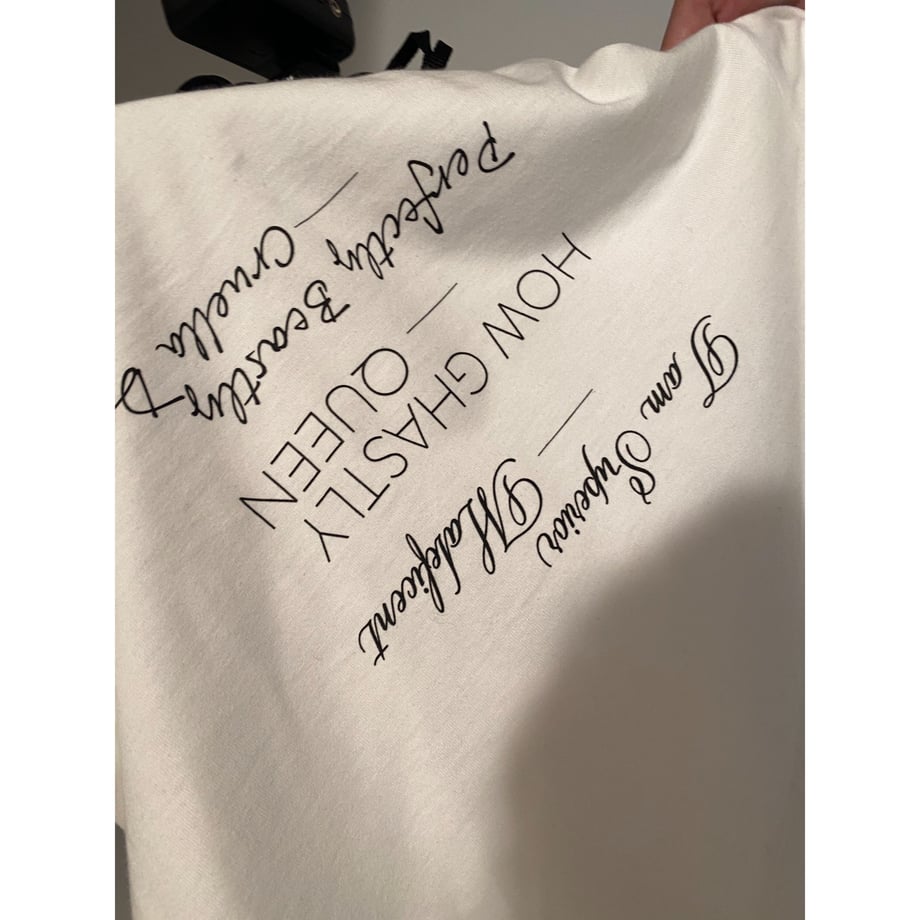 I am Superior
— Maleficent
HOW GHASTLY
— QUEEN
Perfectly Beastly
— Cruella D